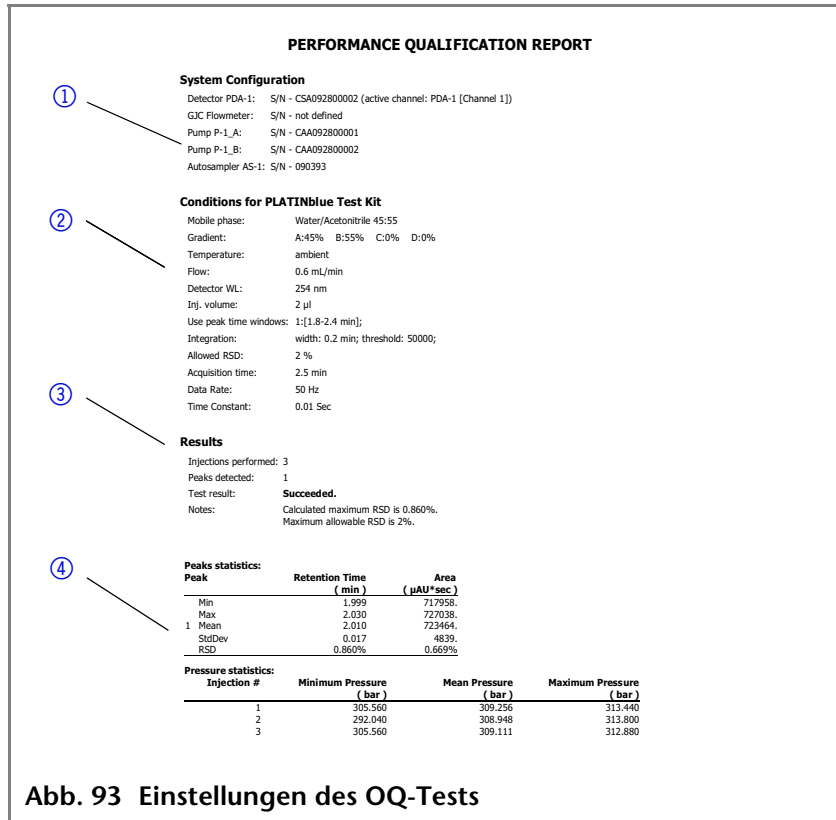 PERFORMANCE QUALIFICATION REPORT
① System Configuration
Detector PDA-1: S/N - CSA092800002 (active channel: PDA-1 [Channel 1])
GJC Flowmeter: S/N - not defined
Pump P-1_A: S/N - CAA092800001
Pump P-1_B: S/N - CAA092800002
Autosampler AS-1: S/N - 090393
② Conditions for PLATINblue Test Kit
Mobile phase: Water/Acetonitrile 45:55
Gradient: A:45% B:55% C:0% D:0%
Temperature: ambient
Flow: 0.6 mL/min
Detector WL: 254 nm
Inj. volume: 2 µl
Use peak time windows: 1:[1.8-2.4 min];
Integration: width: 0.2 min; threshold: 50000;
Allowed RSD: 2 %
Acquisition time: 2.5 min
Data Rate: 50 Hz
Time Constant: 0.01 Sec
③ Results
Injections performed: 3
Peaks detected: 1
Test result: Succeeded.
Notes: Calculated maximum RSD is 0.860%.
Maximum allowable RSD is 2%.
④ Peaks statistics:
Peak Retention Time Area
( min ) ( µAU*sec )
Min 1.999 717958.
Max 2.030 727038.
1 Mean 2.010 723464.
StdDev 0.017 4839.
RSD 0.860% 0.669%
Pressure statistics:
Injection # Minimum Pressure Mean Pressure Maximum Pressure
( bar ) ( bar ) ( bar )
1 305.560 309.256 313.440
2 292.040 308.948 313.800
3 305.560 309.111 312.880
Abb. 93 Einstellungen des OQ-Tests